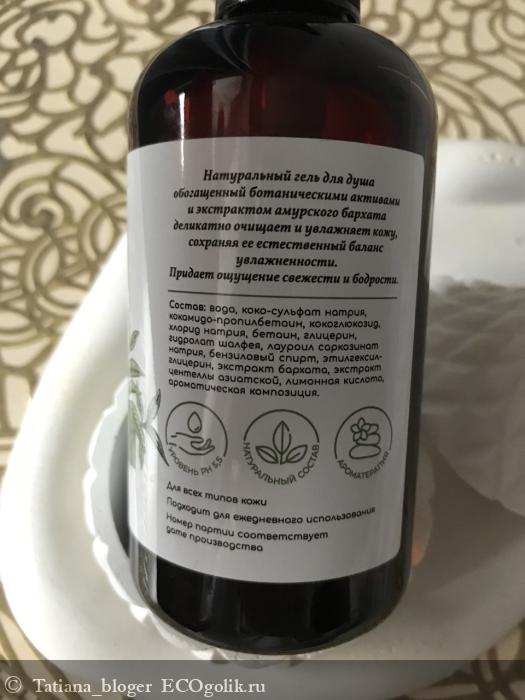 Натуральный гель для душа
обогащенный ботаническими активами
и экстрактом амурского бархата
деликатно очищает и увлажняет кожу,
сохраняя ее естественный баланс
увлажненности.
Придает ощущение свежести и бодрости.
Состав: вода, коко-сульфат натрия,
кокамидо-пропилбетаин, кокоглюкозид,
хлорид натрия, бетаин, глицерин,
гидролат шалфея, лауроил саркозинат
натрия, бензиловый спирт, этилгексил-
глицерин, экстракт бархата, экстракт
центеллы азиатской, лимонная кислота,
ароматическая композиция.
УРОВЕНЬ PH 5,5
НАТУРАЛЬНЫЙ СОСТАВ
АРОМАТЕРАПИЯ
Для всех типов кожи
Подходит для ежедневного использования
Номер партии соответствует
дате производства
© Tatiana_bloger ECOgolik.ru